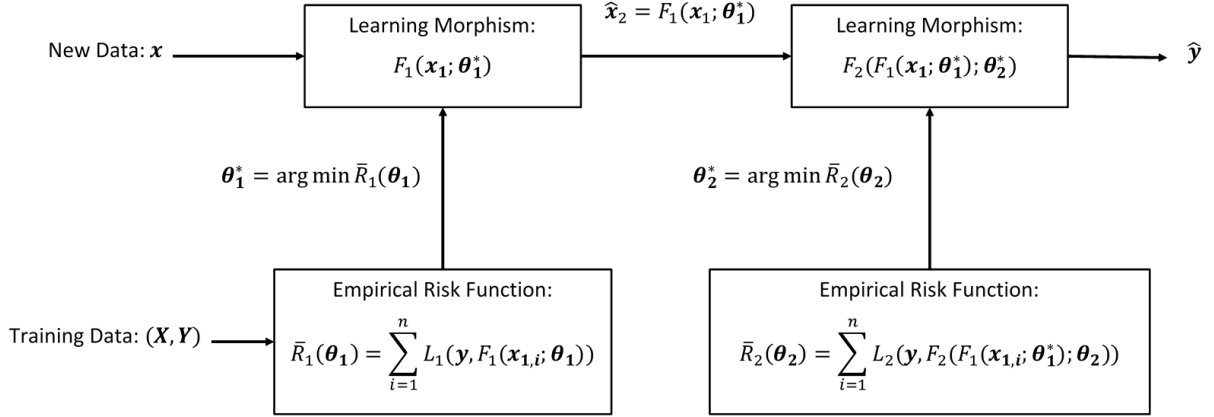 x̂₂ = F₁(x₁; θ₁*)
New Data: x
Learning Morphism:
F₁(x₁; θ₁*)
Learning Morphism:
F₂(F₁(x₁; θ₁*); θ₂*)
ŷ
θ₁* = arg min R̄₁(θ₁)
θ₂* = arg min R̄₂(θ₂)
Training Data: (X, Y)
Empirical Risk Function:
R̄₁(θ₁) = ∑ᵢ₌₁ⁿ L₁(y, F₁(x₁,ᵢ; θ₁))
Empirical Risk Function:
R̄₂(θ₂) = ∑ᵢ₌₁ⁿ L₂(y, F₂(F₁(x₁,ᵢ; θ₁*); θ₂))